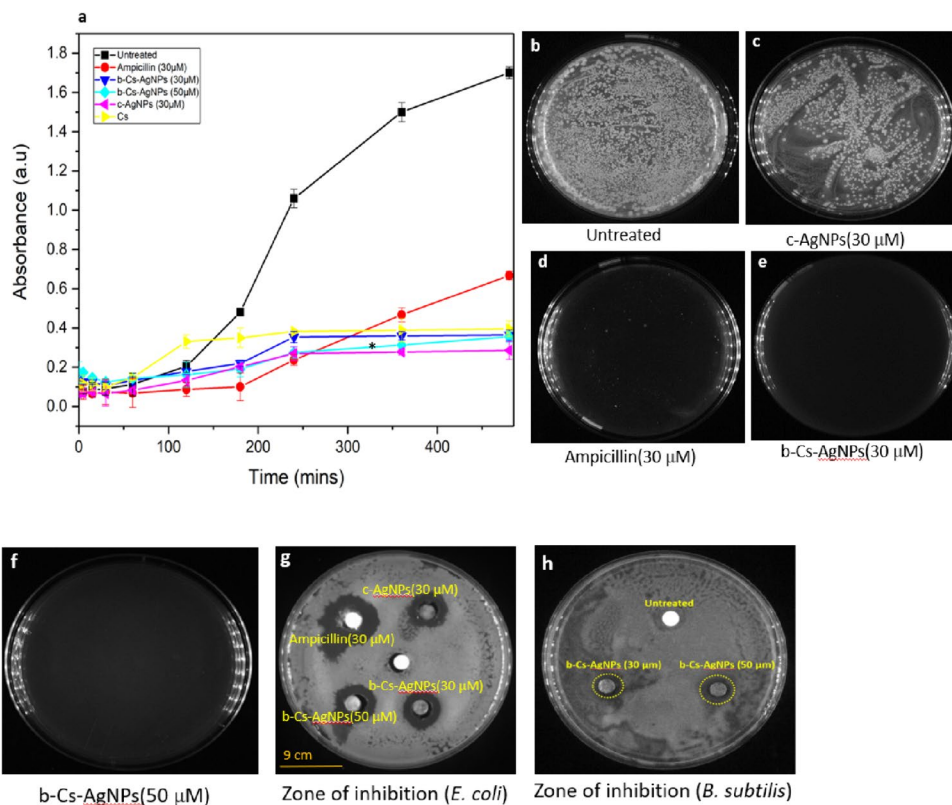 a
Absorbance (a.u)
1.8
1.6
1.4
1.2
1.0
0.8
0.6
0.4
0.2
0.0
Untreated
Ampicillin (30μM)
b-Cs-AgNPs (30μM)
b-Cs-AgNPs (50μM)
c-AgNPs (30μM)
Cs
*
0 100 200 300 400
Time (mins)
b
Untreated
c
c-AgNPs(30 μM)
d
Ampicillin(30 μM)
e
b-Cs-AgNPs(30 μM)
f
b-Cs-AgNPs(50 μM)
g
c-AgNPs(30 μM)
Ampicillin(30 μM)
b-Cs-AgNPs(30 μM)
b-Cs-AgNPs(50 μM)
9 cm
Zone of inhibition (E. coli)
h
Untreated
b-Cs-AgNPs (30 μm)
b-Cs-AgNPs (50 μm)
Zone of inhibition (B. subtilis)